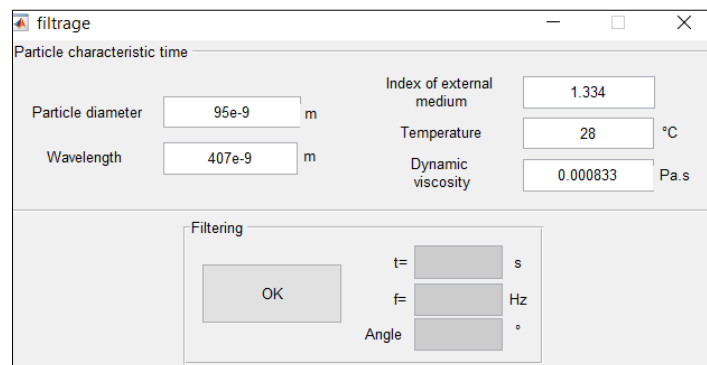 filtrage
Particle characteristic time
Particle diameter 95e-9 m
Wavelength 407e-9 m
Index of external
medium 1.334
Temperature 28 °C
Dynamic
viscosity 0.000833 Pa.s
Filtering
OK
t= s
f= Hz
Angle °